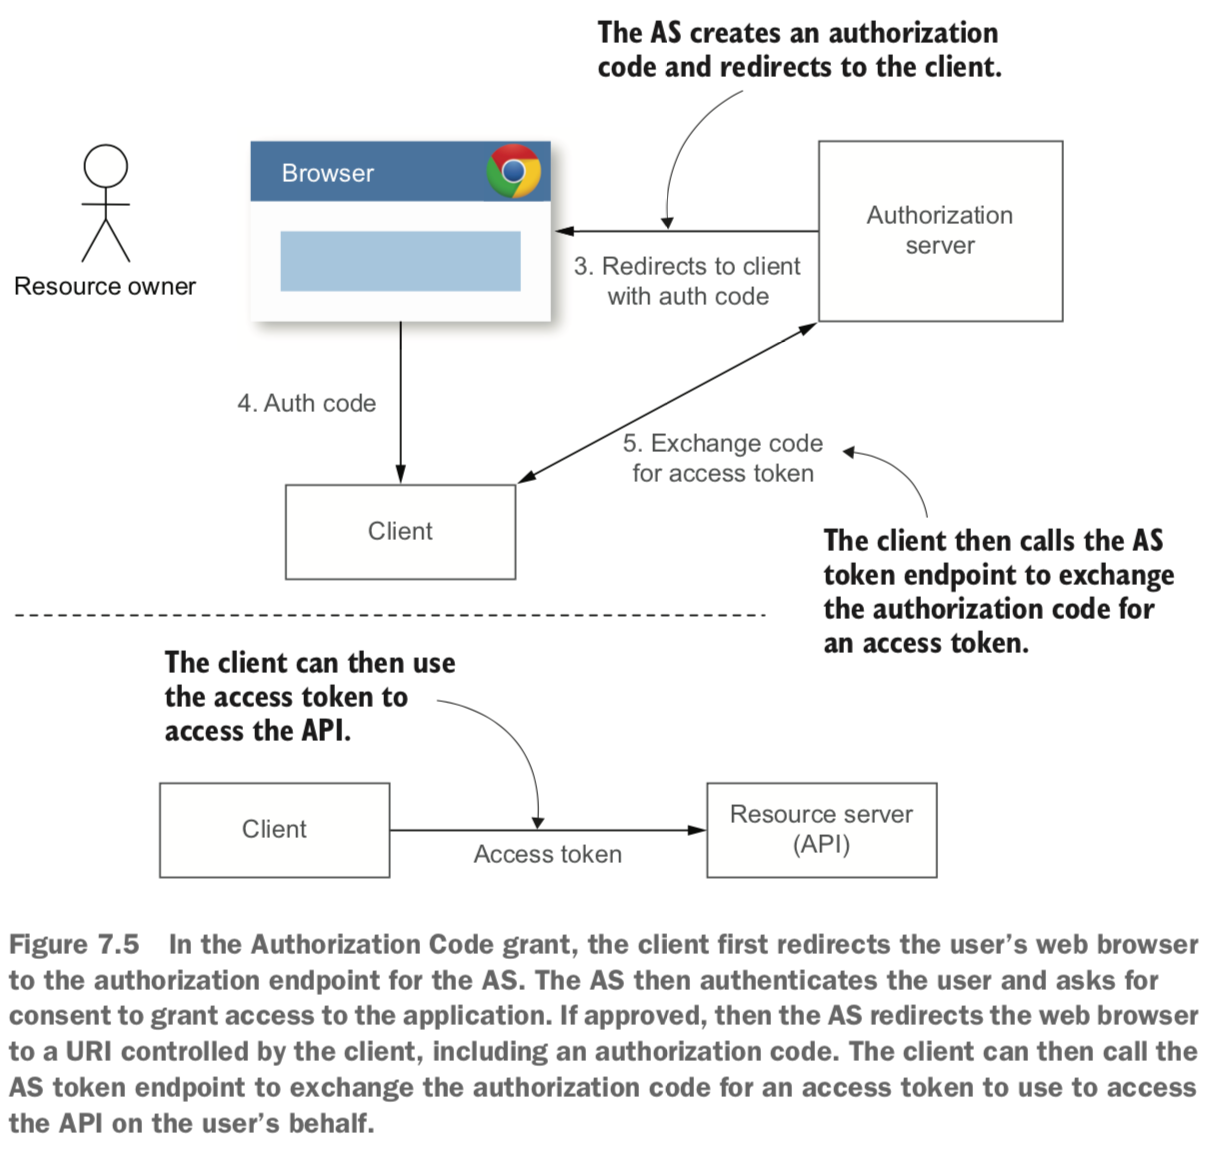 The AS creates an authorization
code and redirects to the client.
Browser
Authorization
server
Resource owner
3. Redirects to client
with auth code
4. Auth code
5. Exchange code
for access token
Client
The client then calls the AS
token endpoint to exchange
the authorization code for
an access token.
The client can then use
the access token to
access the API.
Client
Access token
Resource server
(API)
Figure 7.5 In the Authorization Code grant, the client first redirects the user’s web browser
to the authorization endpoint for the AS. The AS then authenticates the user and asks for
consent to grant access to the application. If approved, then the AS redirects the web browser
to a URI controlled by the client, including an authorization code. The client can then call the
AS token endpoint to exchange the authorization code for an access token to use to access
the API on the user’s behalf.